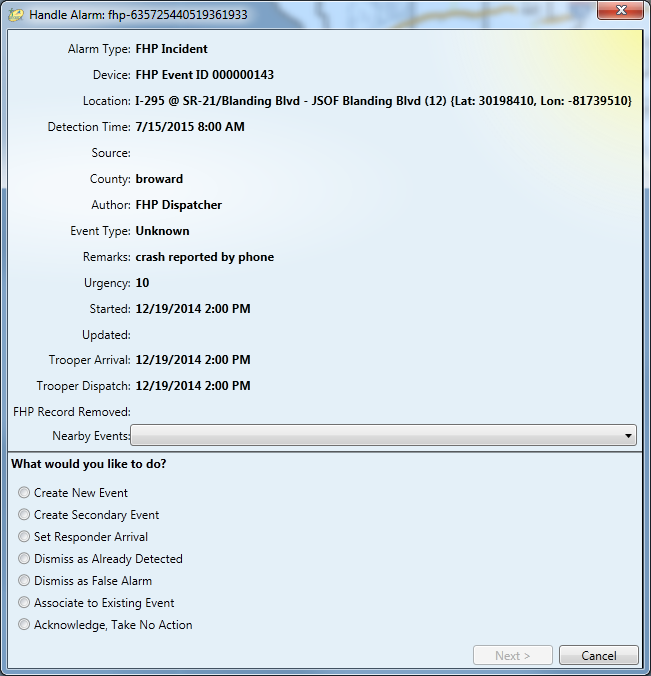 Handle Alarm: fhp-635725440519361933
Alarm Type: FHP Incident
Device: FHP Event ID 000000143
Location: I-295 @ SR-21/Blanding Blvd - JSOF Blanding Blvd (12) {Lat: 30198410, Lon: -81739510}
Detection Time: 7/15/2015 8:00 AM
Source:
County: broward
Author: FHP Dispatcher
Event Type: Unknown
Remarks: crash reported by phone
Urgency: 10
Started: 12/19/2014 2:00 PM
Updated:
Trooper Arrival: 12/19/2014 2:00 PM
Trooper Dispatch: 12/19/2014 2:00 PM
FHP Record Removed:
Nearby Events:
What would you like to do?
Create New Event
Create Secondary Event
Set Responder Arrival
Dismiss as Already Detected
Dismiss as False Alarm
Associate to Existing Event
Acknowledge, Take No Action
Next > Cancel